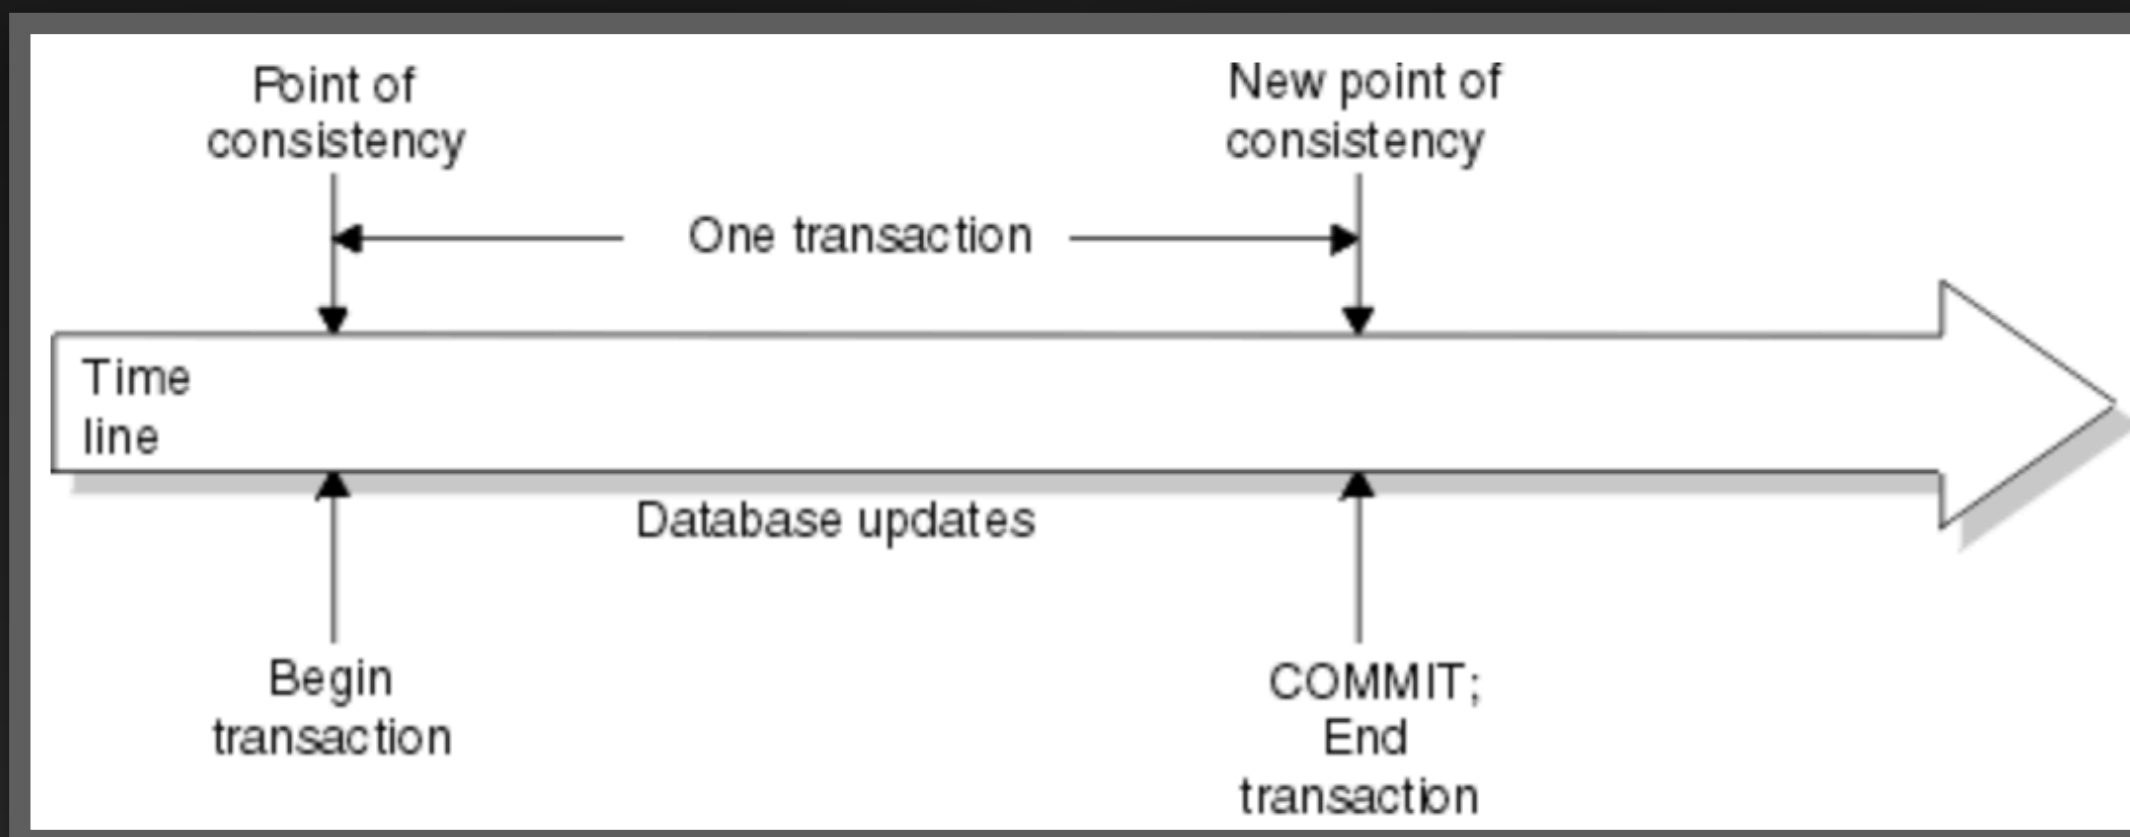 Point of
consistency
New point of
consistency
One transaction
Time
line
Database updates
Begin
transaction
COMMIT;
End
transaction